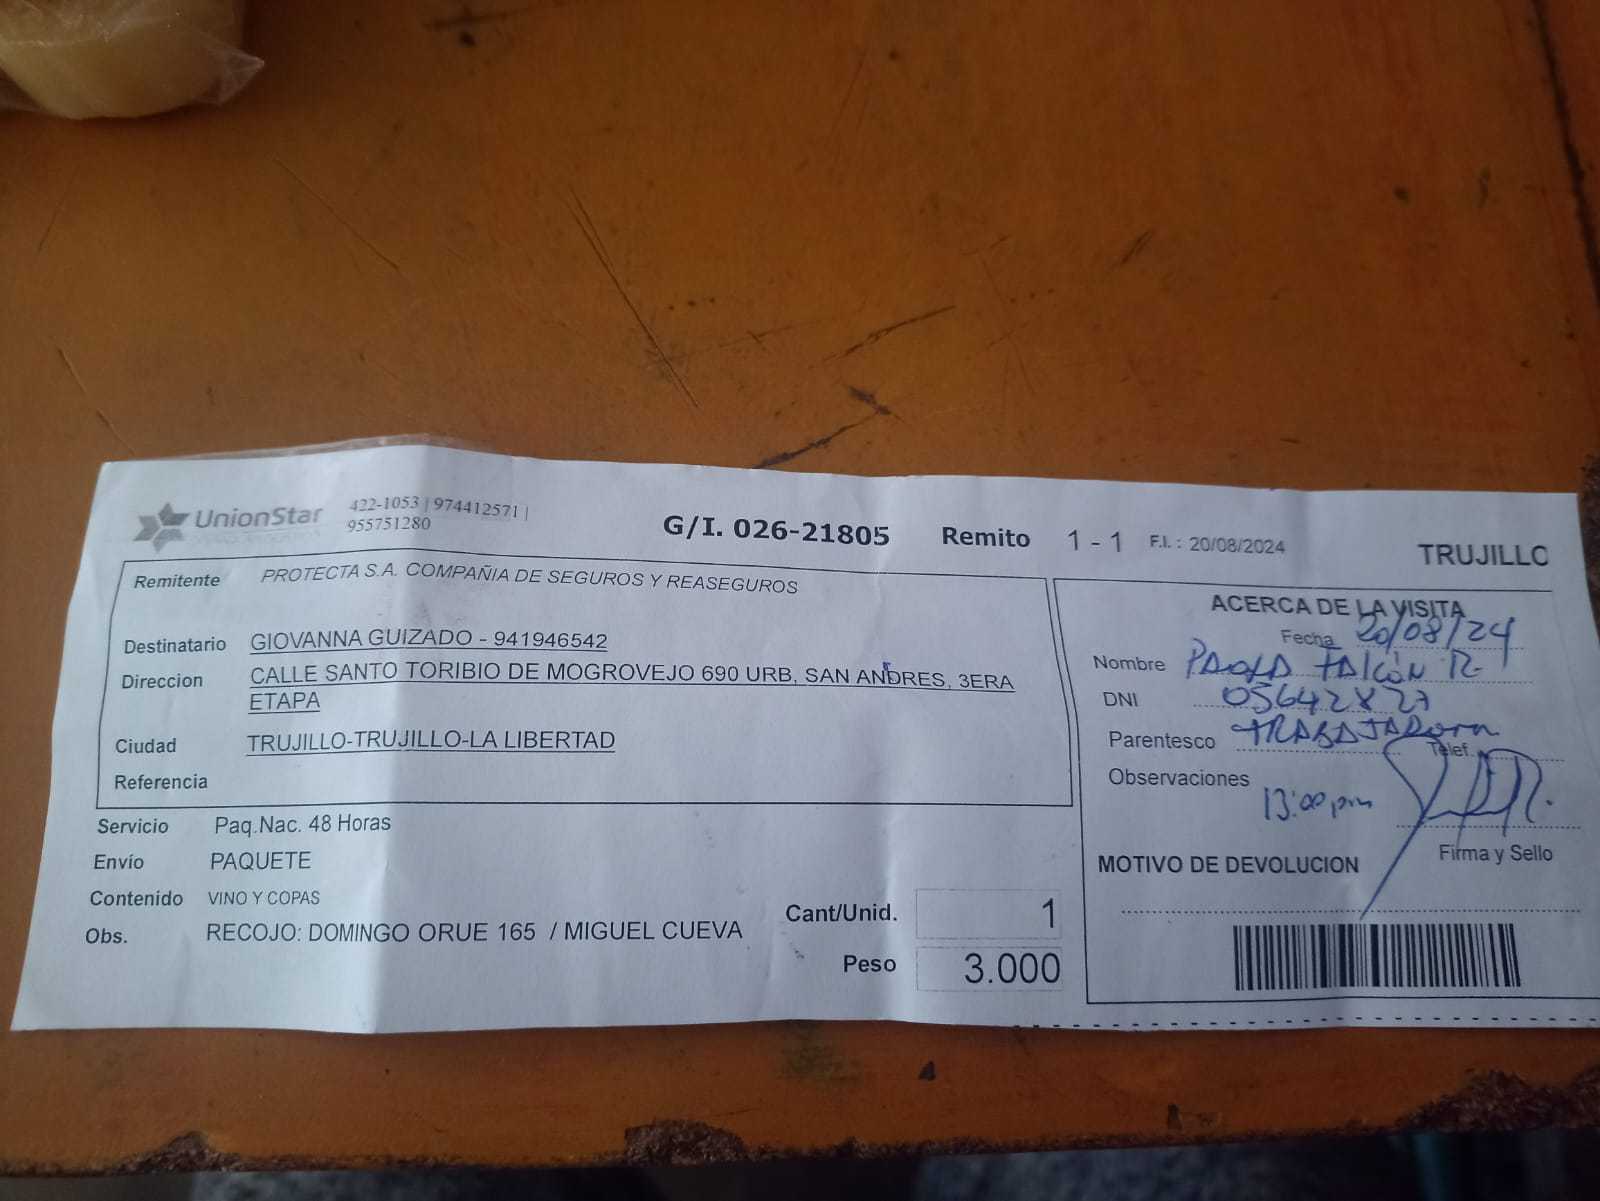 UnionStar
422-1053 | 974412571 |
955751280
G/I. 026-21805 Remito 1 - 1 F.I. : 20/08/2024 TRUJILLO
Remitente PROTECTA S.A. COMPAÑIA DE SEGUROS Y REASEGUROS
Destinatario GIOVANNA GUIZADO - 941946542
Direccion CALLE SANTO TORIBIO DE MOGROVEJO 690 URB, SAN ANDRES, 3ERA
ETAPA
Ciudad TRUJILLO-TRUJILLO-LA LIBERTAD
Referencia
Servicio Paq.Nac. 48 Horas
Envío PAQUETE
Contenido VINO Y COPAS
Obs. RECOJO: DOMINGO ORUE 165 / MIGUEL CUEVA
Cant/Unid. 1
Peso 3.000
ACERCA DE LA VISITA
Fecha 20/08/24
Nombre PAOLA FALCÓN R.
DNI 05642827
Parentesco TRABAJADORA
Telef.
Observaciones
13:00 pm
Firma y Sello
MOTIVO DE DEVOLUCION